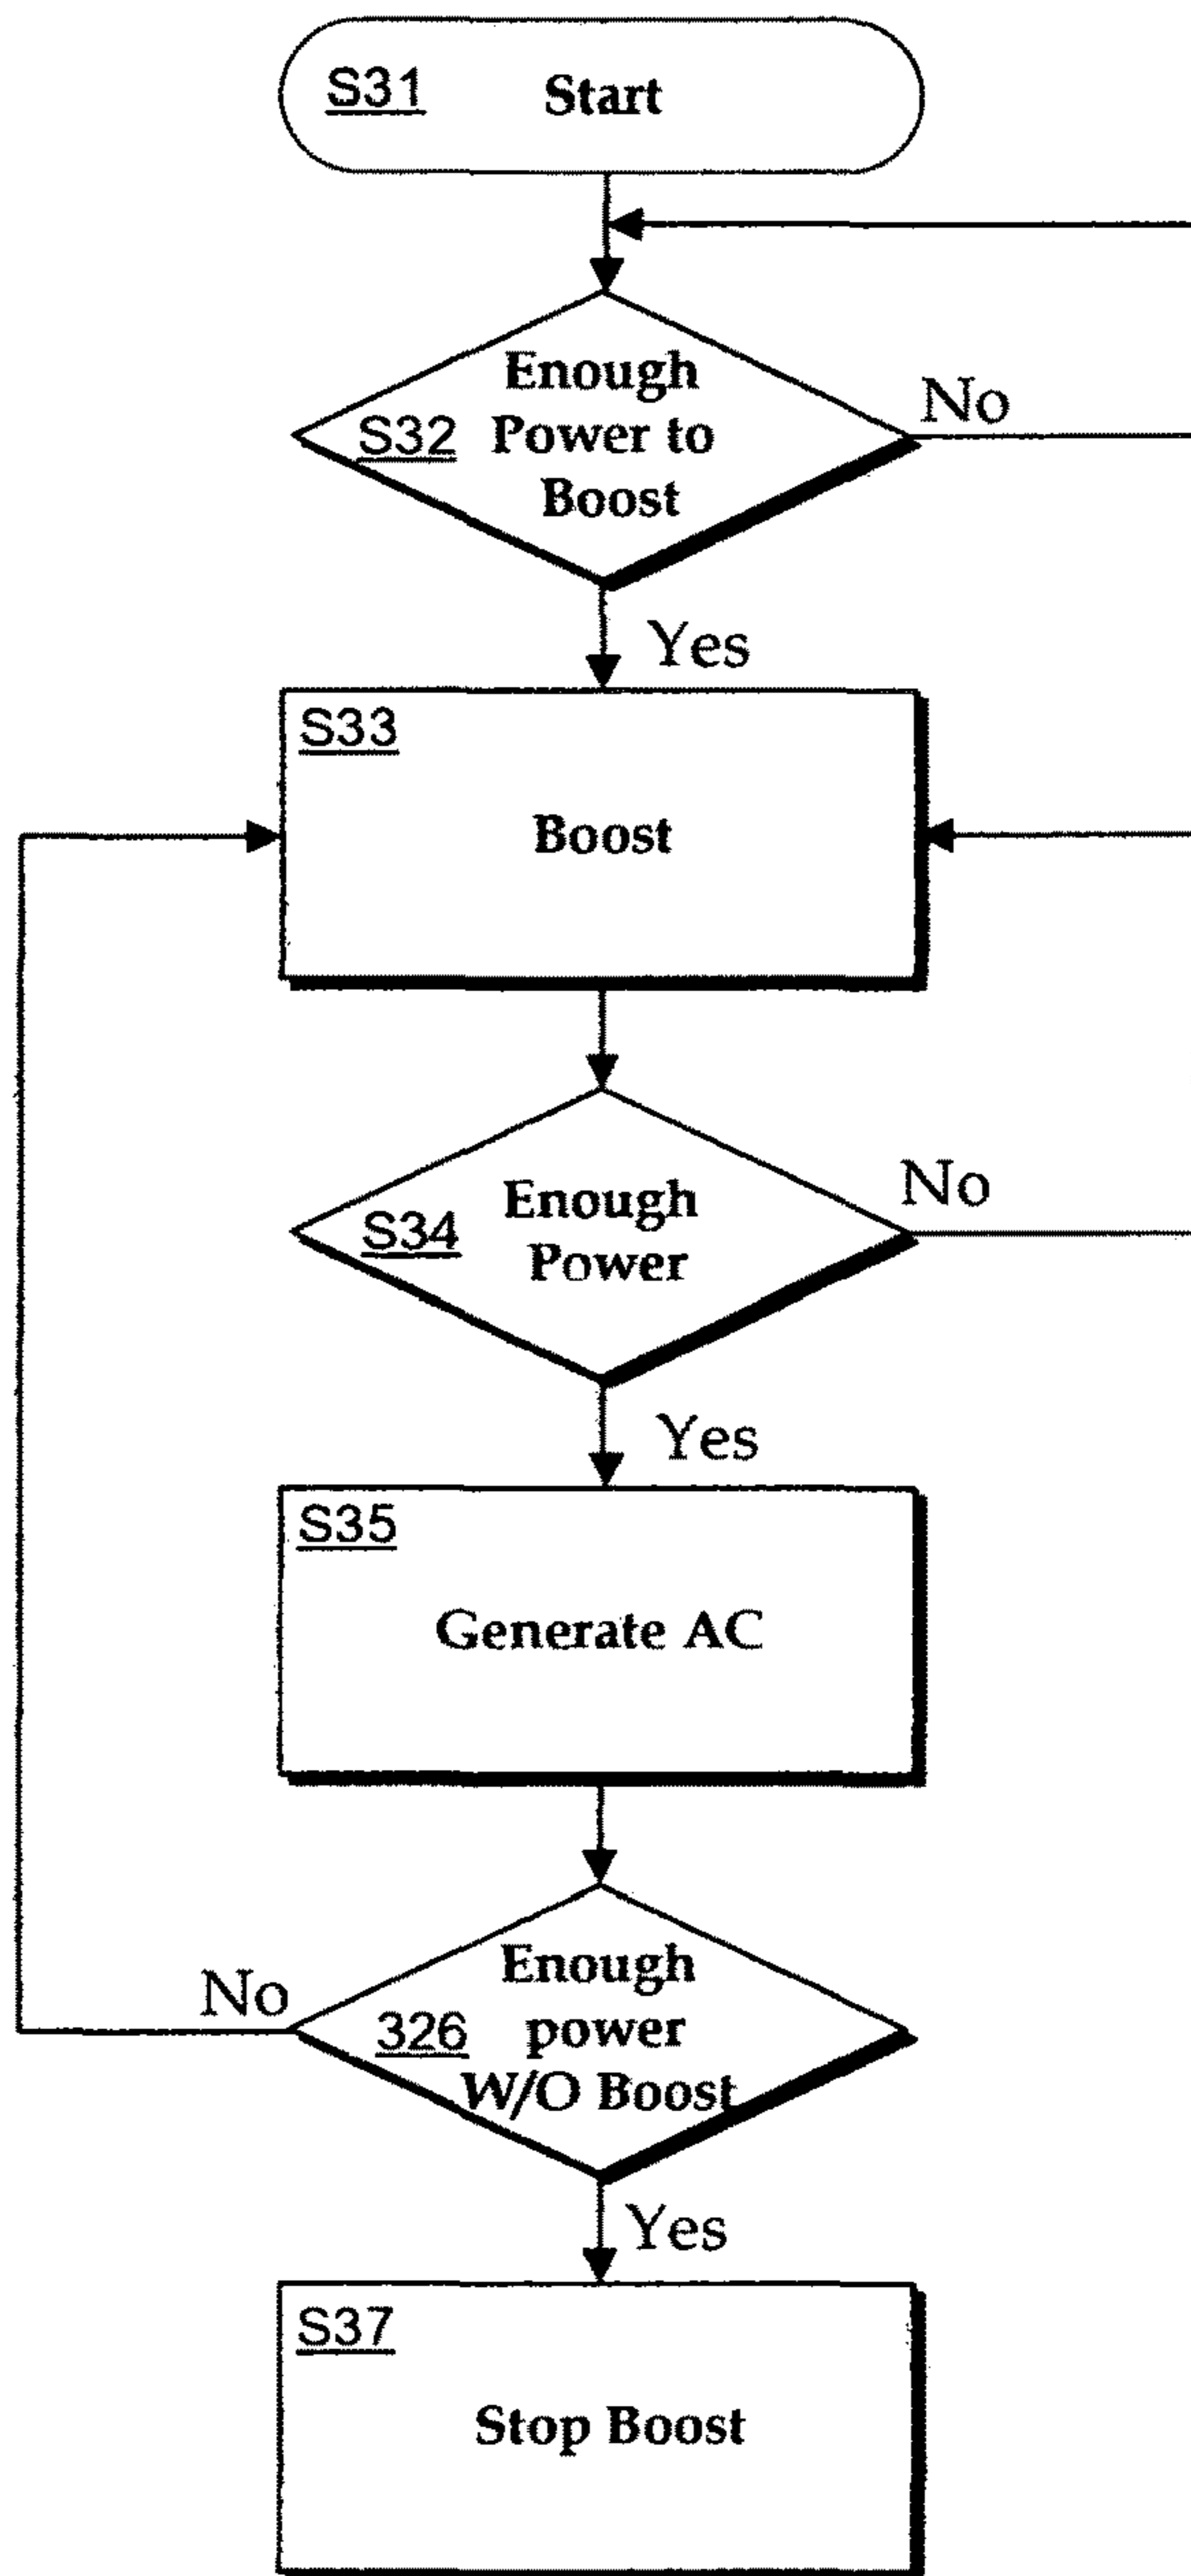 S31 Start
Enough
No
S32 Power to
Boost
Yes
S33
Boost
No
Enough
S34
Power
Yes
S35
Generate AC
Enough
No
326 power
W/O Boost
Yes
S37
Stop Boost